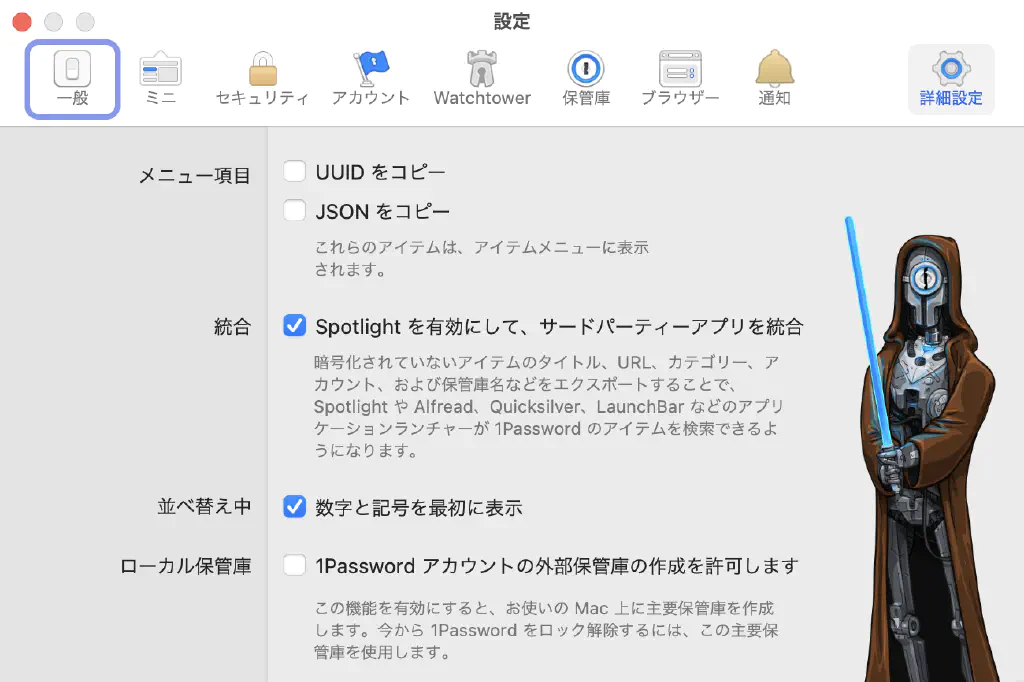 設定
一般
ミニ
セキュリティ
アカウント
Watchtower
保管庫
ブラウザー
通知
詳細設定
メニュー項目
UUID をコピー
JSON をコピー
これらのアイテムは、アイテムメニューに表示
されます。
統合
Spotlight を有効にして、サードパーティーアプリを統合
暗号化されていないアイテムのタイトル、URL、カテゴリー、ア
カウント、および保管庫名などをエクスポートすることで、
Spotlight や Alfread、Quicksilver、LaunchBar などのアプリ
ケーションランチャーが 1Password のアイテムを検索できるよ
うになります。
並べ替え中
数字と記号を最初に表示
ローカル保管庫
1Password アカウントの外部保管庫の作成を許可します
この機能を有効にすると、お使いの Mac 上に主要保管庫を作成
します。今から 1Password をロック解除するには、この主要保
管庫を使用します。